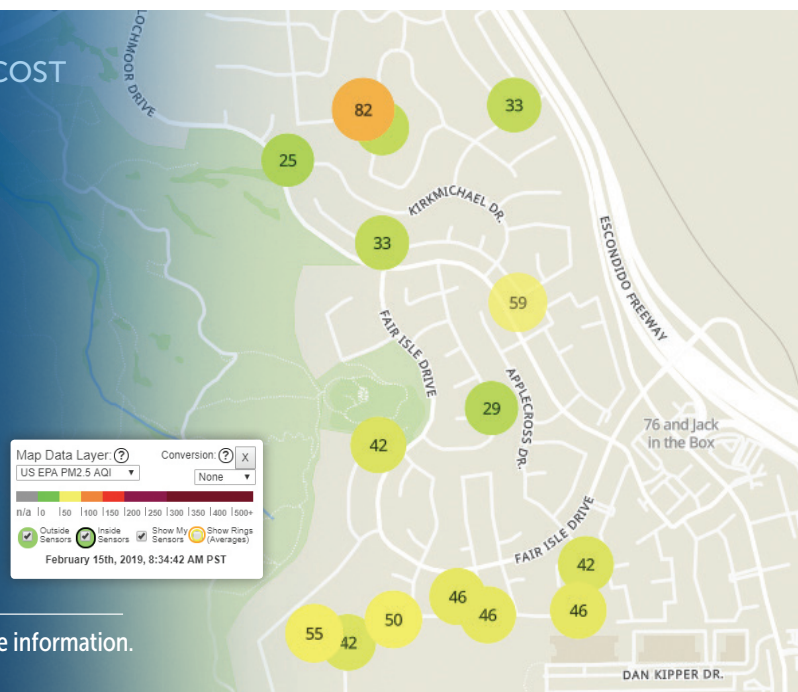 COST
LOCHMOOR DRIVE
82
33
25
KIRKMICHAEL DR.
33
ESCONDIDO FREEWAY
59
FAIR ISLE DRIVE
APPLECROSS DR.
29
76 and Jack
in the Box
42
Map Data Layer: ? Conversion: ? X
US EPA PM2.5 AQI ▼ None ▼
n/a |0 |50 |100 |150 |200 |250 |300 |350 |400 |500+
Outside Sensors
Inside Sensors
Show My Sensors
Show Rings (Averages)
February 15th, 2019, 8:34:42 AM PST
FAIR ISLE DRIVE
42
46
46
46
50
55
42
e information.
DAN KIPPER DR.